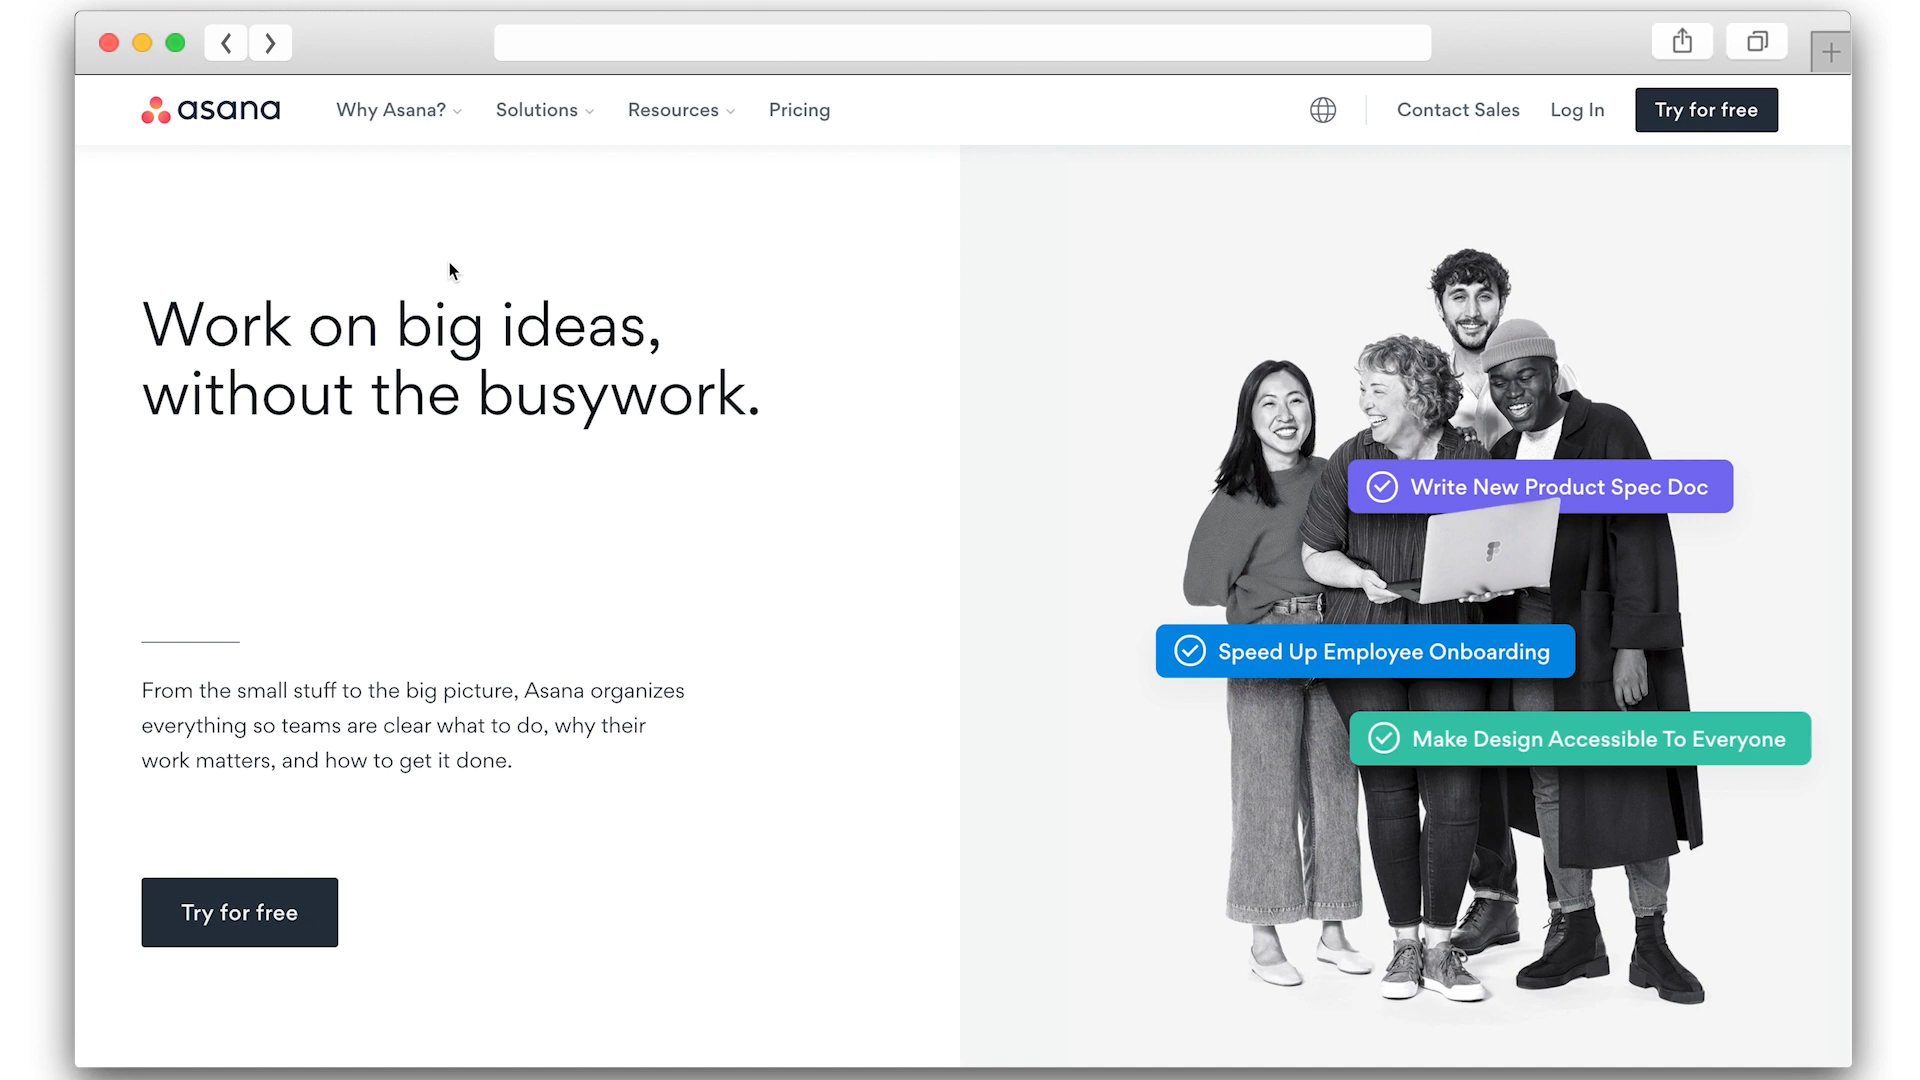 asana
Why Asana?
Solutions
Resources
Pricing
Contact Sales
Log In
Try for free
Work on big ideas,
without the busywork.
From the small stuff to the big picture, Asana organizes
everything so teams are clear what to do, why their
work matters, and how to get it done.
Try for free
Write New Product Spec Doc
Speed Up Employee Onboarding
Make Design Accessible To Everyone